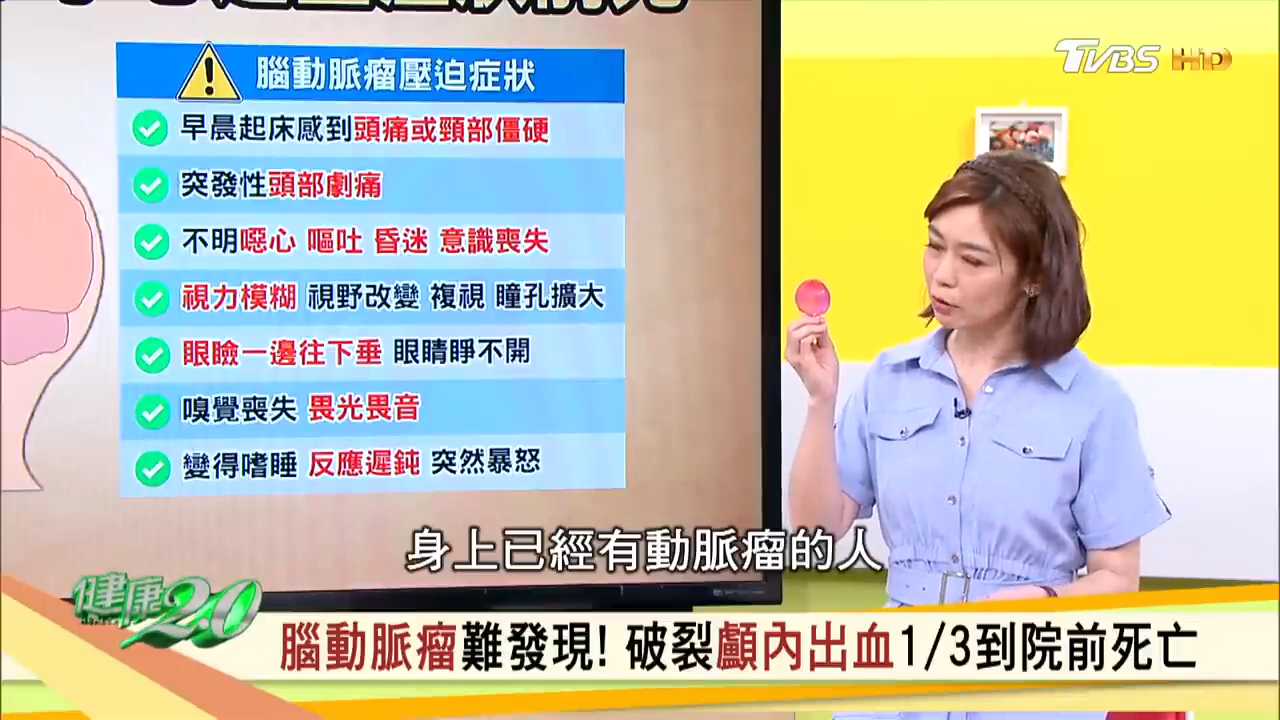 TVBS HD
腦動脈瘤壓迫症狀
早晨起床感到頭痛或頸部僵硬
突發性頭部劇痛
不明噁心 嘔吐 昏迷 意識喪失
視力模糊 視野改變 複視 瞳孔擴大
眼瞼一邊往下垂 眼睛睜不開
嗅覺喪失 畏光畏音
變得嗜睡 反應遲鈍 突然暴怒
身上已經有動脈瘤的人
健康2.0
腦動脈瘤難發現! 破裂顱內出血1/3到院前死亡